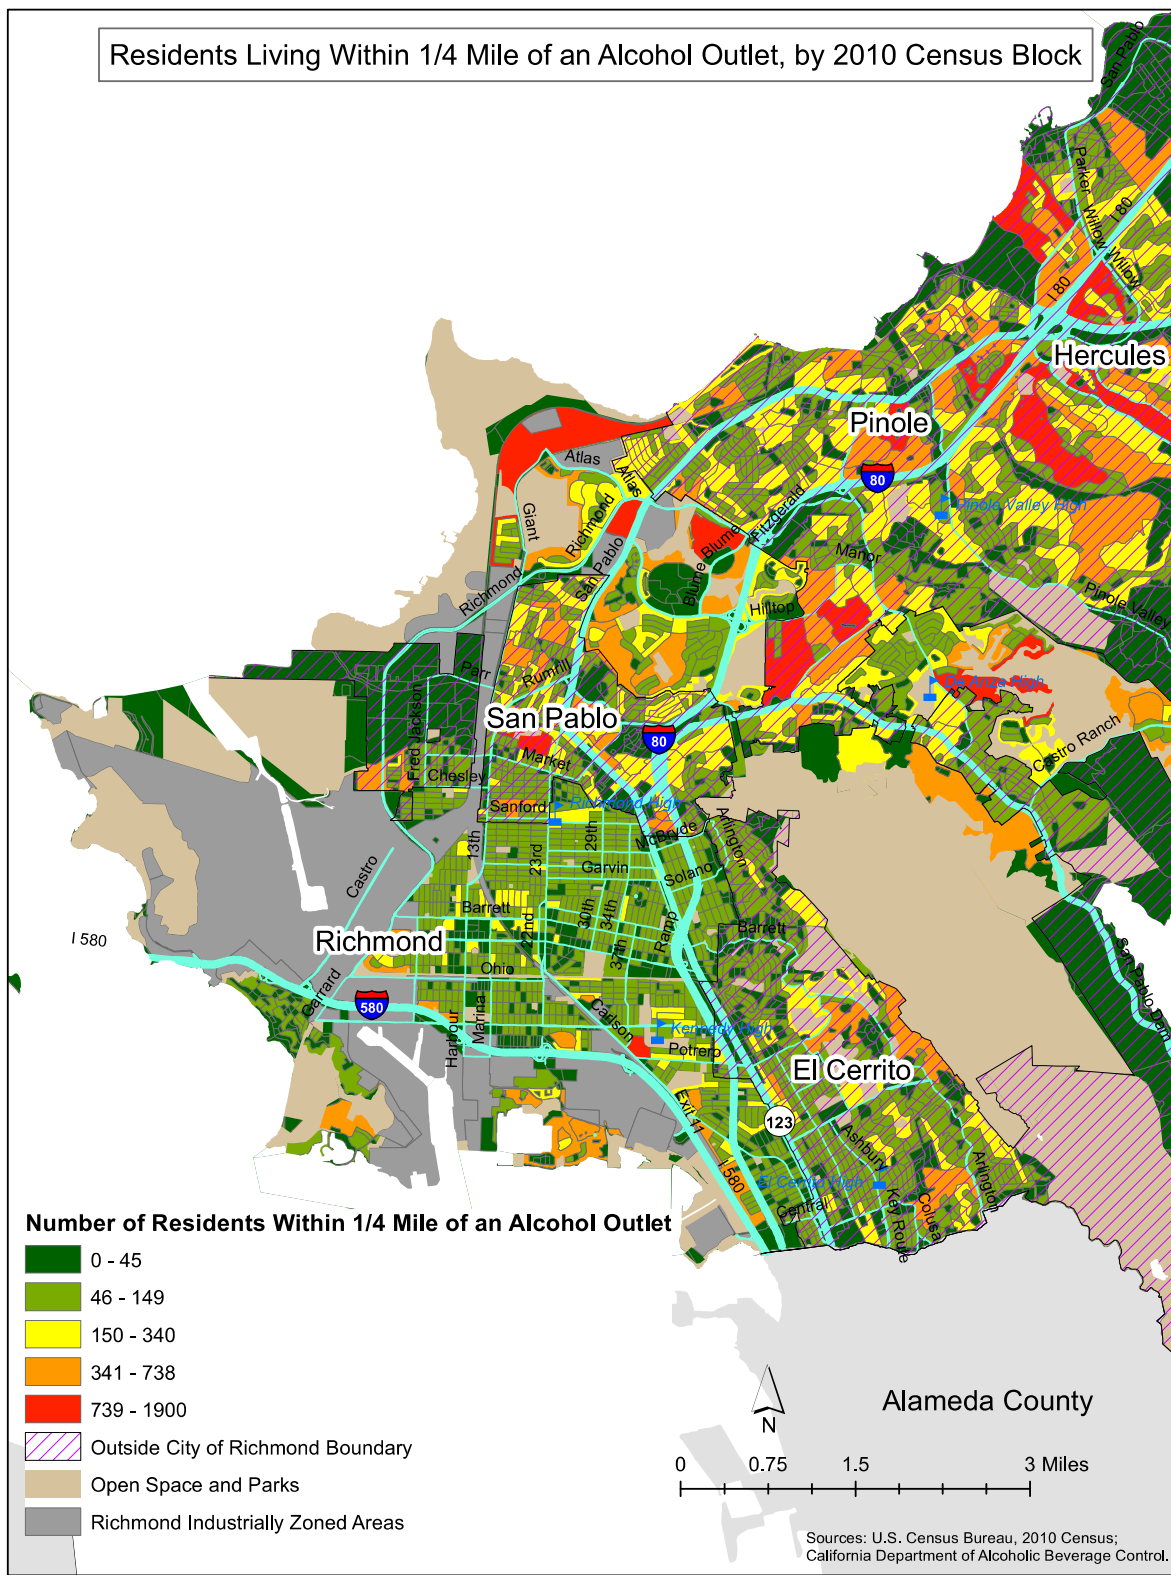 Residents Living Within 1/4 Mile of an Alcohol Outlet, by 2010 Census Block
San Pablo
Parker
Willow
Willow
I 80
I 80
Hercules
Pinole
80
Atlas
Atlas
Giant
Richmond
San Pablo
Blume
Blume
Fitzgerald
Pinole Valley High
Manor
Hilltop
Richmond
Pinole Valley
Parr
Rumrill
De Anza High
San Pablo
80
Fred Jackson
Market
Chesley
Castro Ranch
Sanford
Richmond High
McBryde
Arlington
13th
23rd
29th
Garvin
Solano
Castro
Barrett
22nd
30th
34th
37th
Ramp
Barrett
I 580
Richmond
Ohio
Garrard
580
Harbour
Marina
Carlson
Kennedy High
Potrero
San Pablo Dam
El Cerrito
Exit 11
123
Ashbury
I 580
El Cerrito High
Central
Key Route
Colusa
Arlington
Number of Residents Within 1/4 Mile of an Alcohol Outlet
0 - 45
46 - 149
150 - 340
341 - 738
739 - 1900
Outside City of Richmond Boundary
Open Space and Parks
Richmond Industrially Zoned Areas
Alameda County
N
0 0.75 1.5 3 Miles
Sources: U.S. Census Bureau, 2010 Census;
California Department of Alcoholic Beverage Control.